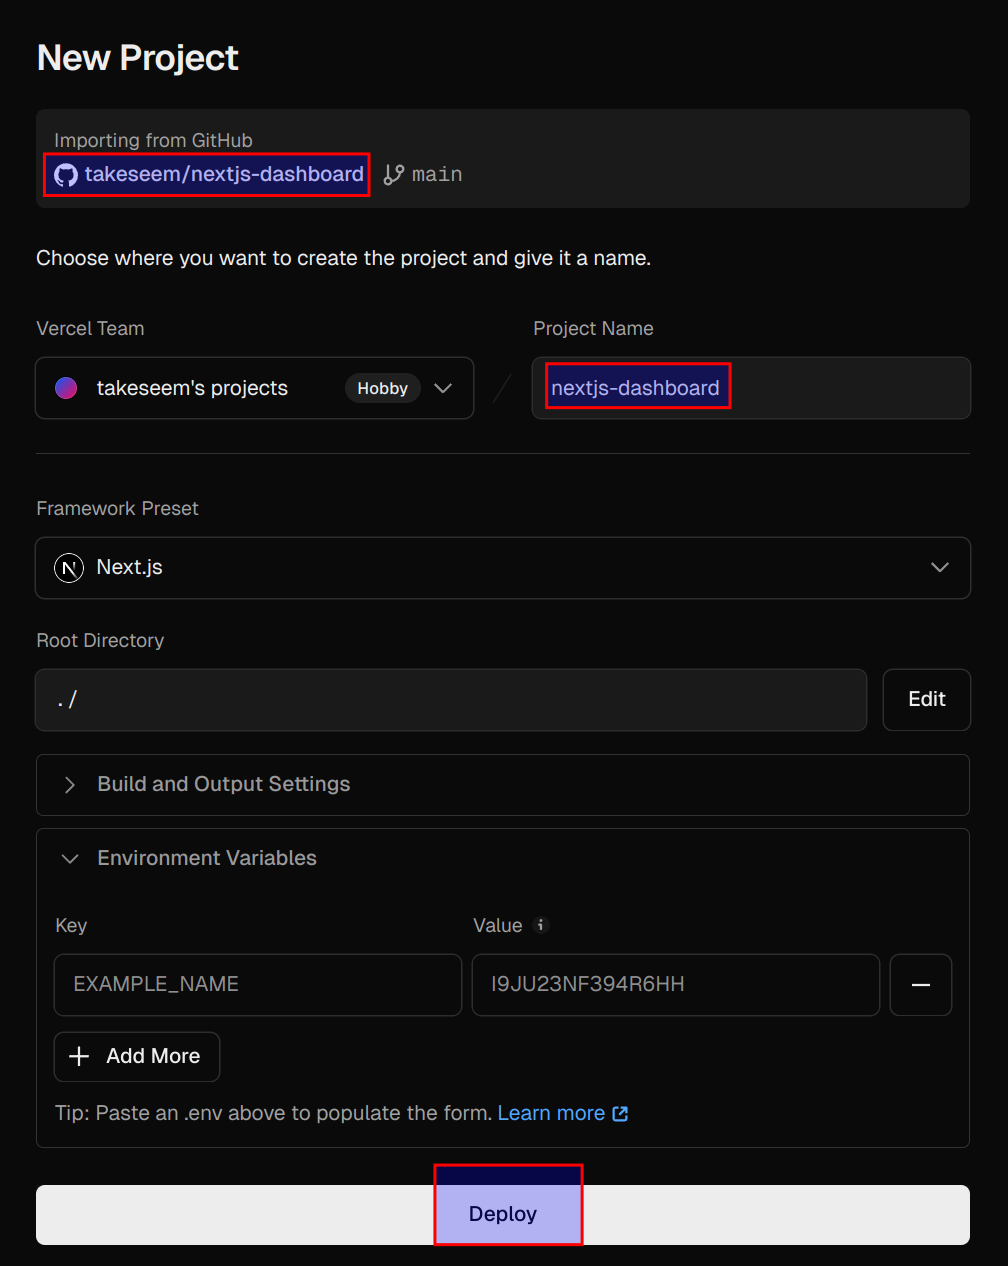 New Project
Importing from GitHub
takeseem/nextjs-dashboard main
Choose where you want to create the project and give it a name.
Vercel Team
Project Name
takeseem's projects Hobby
/
nextjs-dashboard
Framework Preset
Next.js
Root Directory
./
Edit
Build and Output Settings
Environment Variables
Key
Value
EXAMPLE_NAME
I9JU23NF394R6HH
Add More
Tip: Paste an .env above to populate the form. Learn more
Deploy